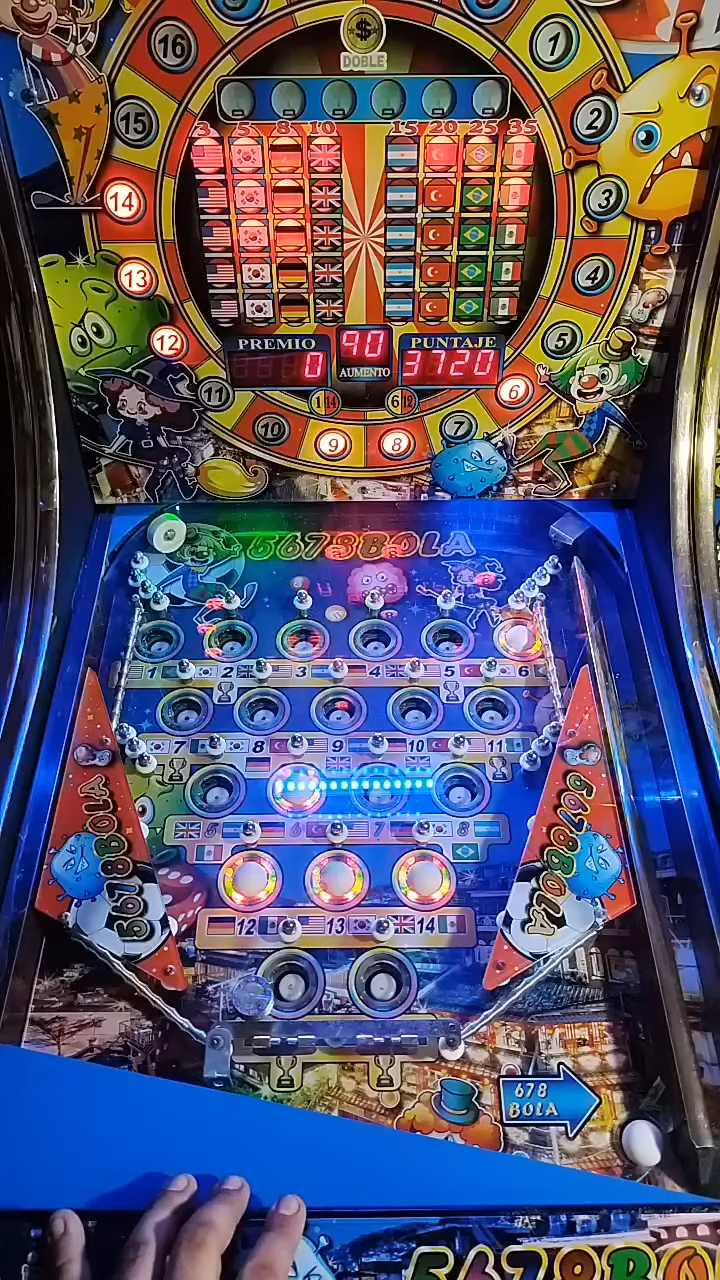 16
1
DOBLE
15
2
3 5 8 10
15 20 25 35
14
3
13
4
12
5
PREMIO
90
PUNTAJE
0
AUMENTO
3720
11
1 14
6 12
6
10
9
8
7
5678BOLA
1 2 3 4 5 6
7 8 9 10 11
5 7 8
12 13 14
5678BOLA
5678BOLA
678
BOLA
5678BO